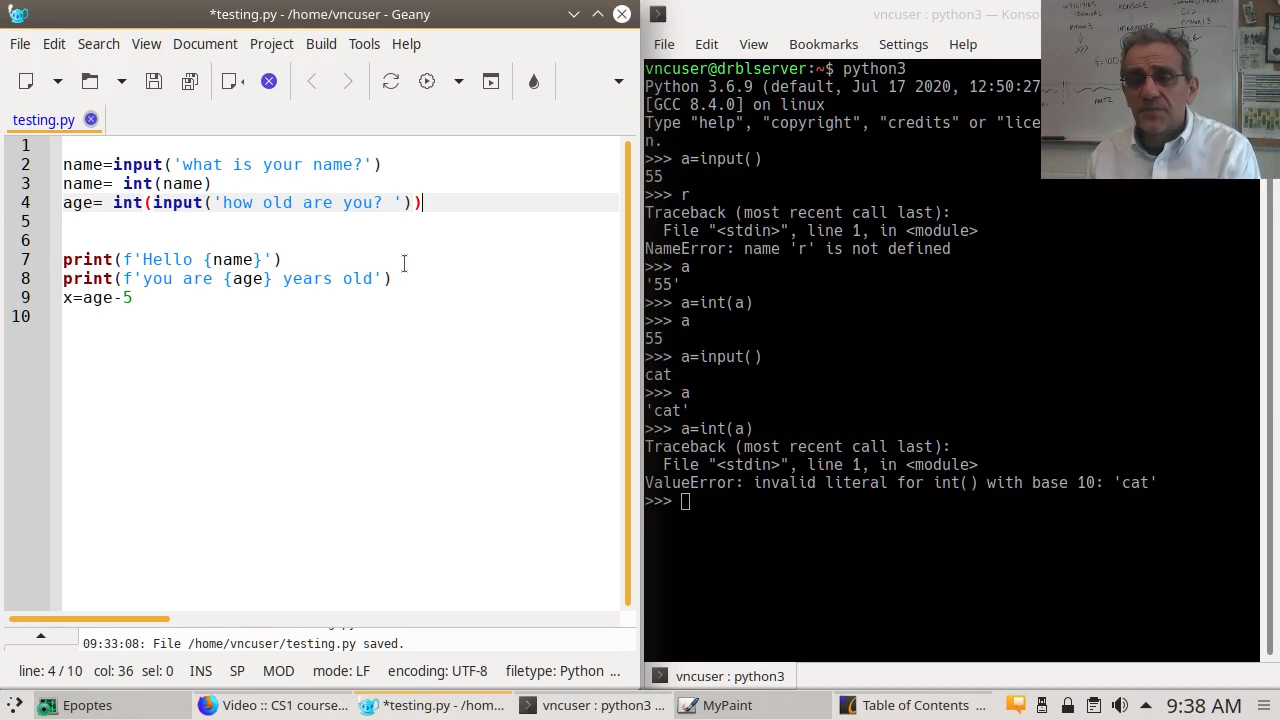 *testing.py - /home/vncuser - Geany
File Edit Search View Document Project Build Tools Help
testing.py
1
2 name=input('what is your name?')
3 name= int(name)
4 age= int(input('how old are you? '))
5
6
7 print(f'Hello {name}')
8 print(f'you are {age} years old')
9 x=age-5
10
09:33:08: File /home/vncuser/testing.py saved.
line: 4 / 10 col: 36 sel: 0 INS SP MOD mode: LF encoding: UTF-8 filetype: Python ...
vncuser : python3 — Konso
File Edit View Bookmarks Settings Help
vncuser@drblserver:~$ python3
Python 3.6.9 (default, Jul 17 2020, 12:50:27
[GCC 8.4.0] on linux
Type "help", "copyright", "credits" or "lice
n.
>>> a=input()
55
>>> r
Traceback (most recent call last):
  File "<stdin>", line 1, in <module>
NameError: name 'r' is not defined
>>> a
'55'
>>> a=int(a)
>>> a
55
>>> a=input()
cat
>>> a
'cat'
>>> a=int(a)
Traceback (most recent call last):
  File "<stdin>", line 1, in <module>
ValueError: invalid literal for int() with base 10: 'cat'
>>>
vncuser : python3
Epoptes Video :: CS1 course... *testing.py - /hom... vncuser : python3 ... MyPaint Table of Contents ... 9:38 AM